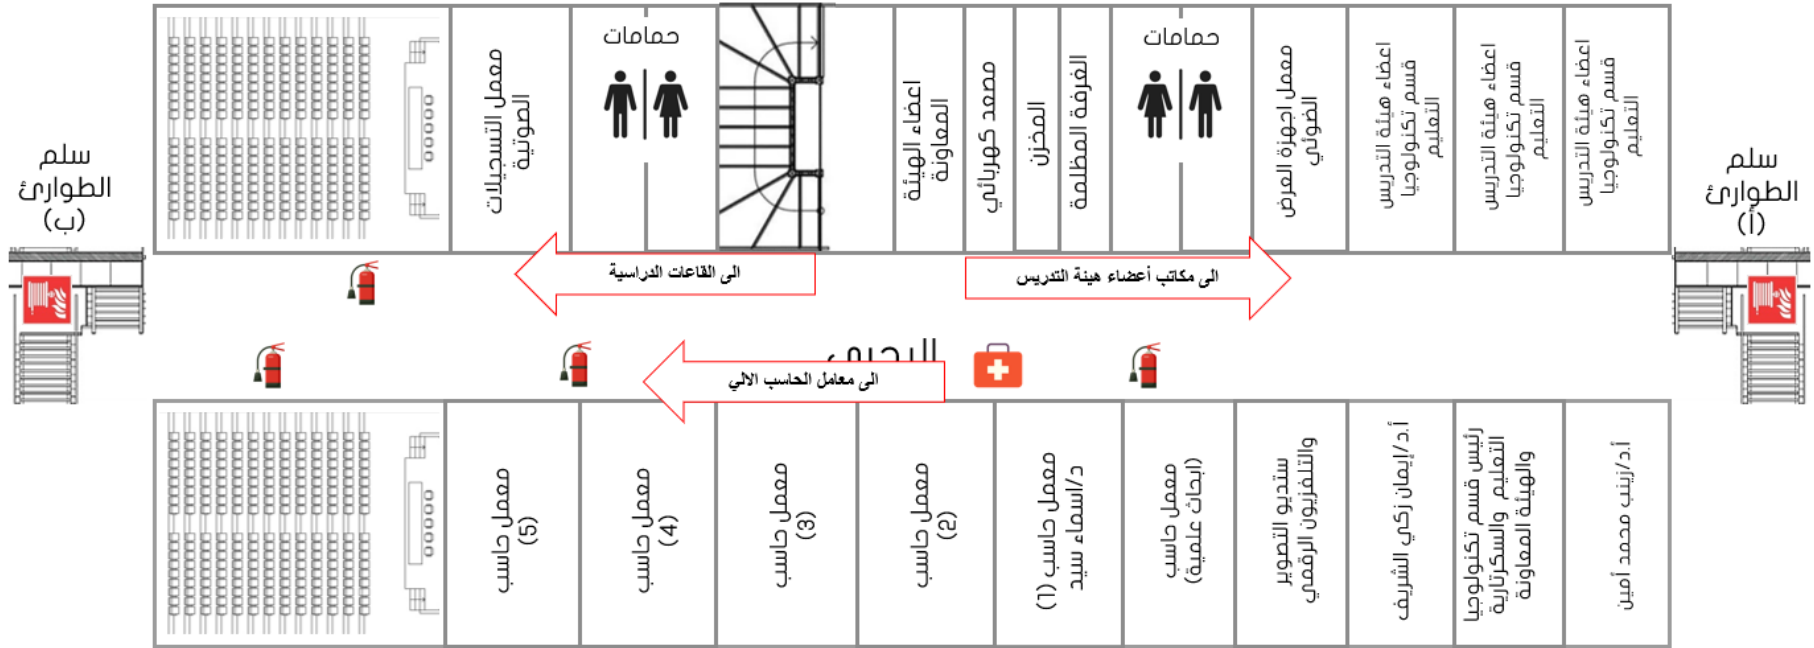 سلم
الطوارئ
(أ)
اعضاء هيئة التدريس
قسم تكنولوجيا
التعليم
اعضاء هيئة التدريس
قسم تكنولوجيا
التعليم
اعضاء هيئة التدريس
قسم تكنولوجيا
التعليم
معمل اجهزة العرض
الضوئي
حمامات
الغرفة المظلمة
المخزن
مصعد كهربائي
اعضاء الهيئة
المعاونة
حمامات
معمل التسجيلات
الصوتية
سلم
الطوارئ
(ب)
الى مكاتب أعضاء هيئة التدريس
الى القاعات الدراسية
الى معامل الحاسب الالي
أ.د/زينب محمد أمين
رئيس قسم تكنولوجيا
التعليم والسكرتارية
والهيئة المعاونة
أ.د/إيمان زكي الشريف
ستديو التصوير
والتلفزيون الرقمي
معمل حاسب
(ابحاث علمية)
معمل حاسب (1)
د/اسماء سيد
معمل حاسب
(2)
معمل حاسب
(3)
معمل حاسب
(4)
معمل حاسب
(5)